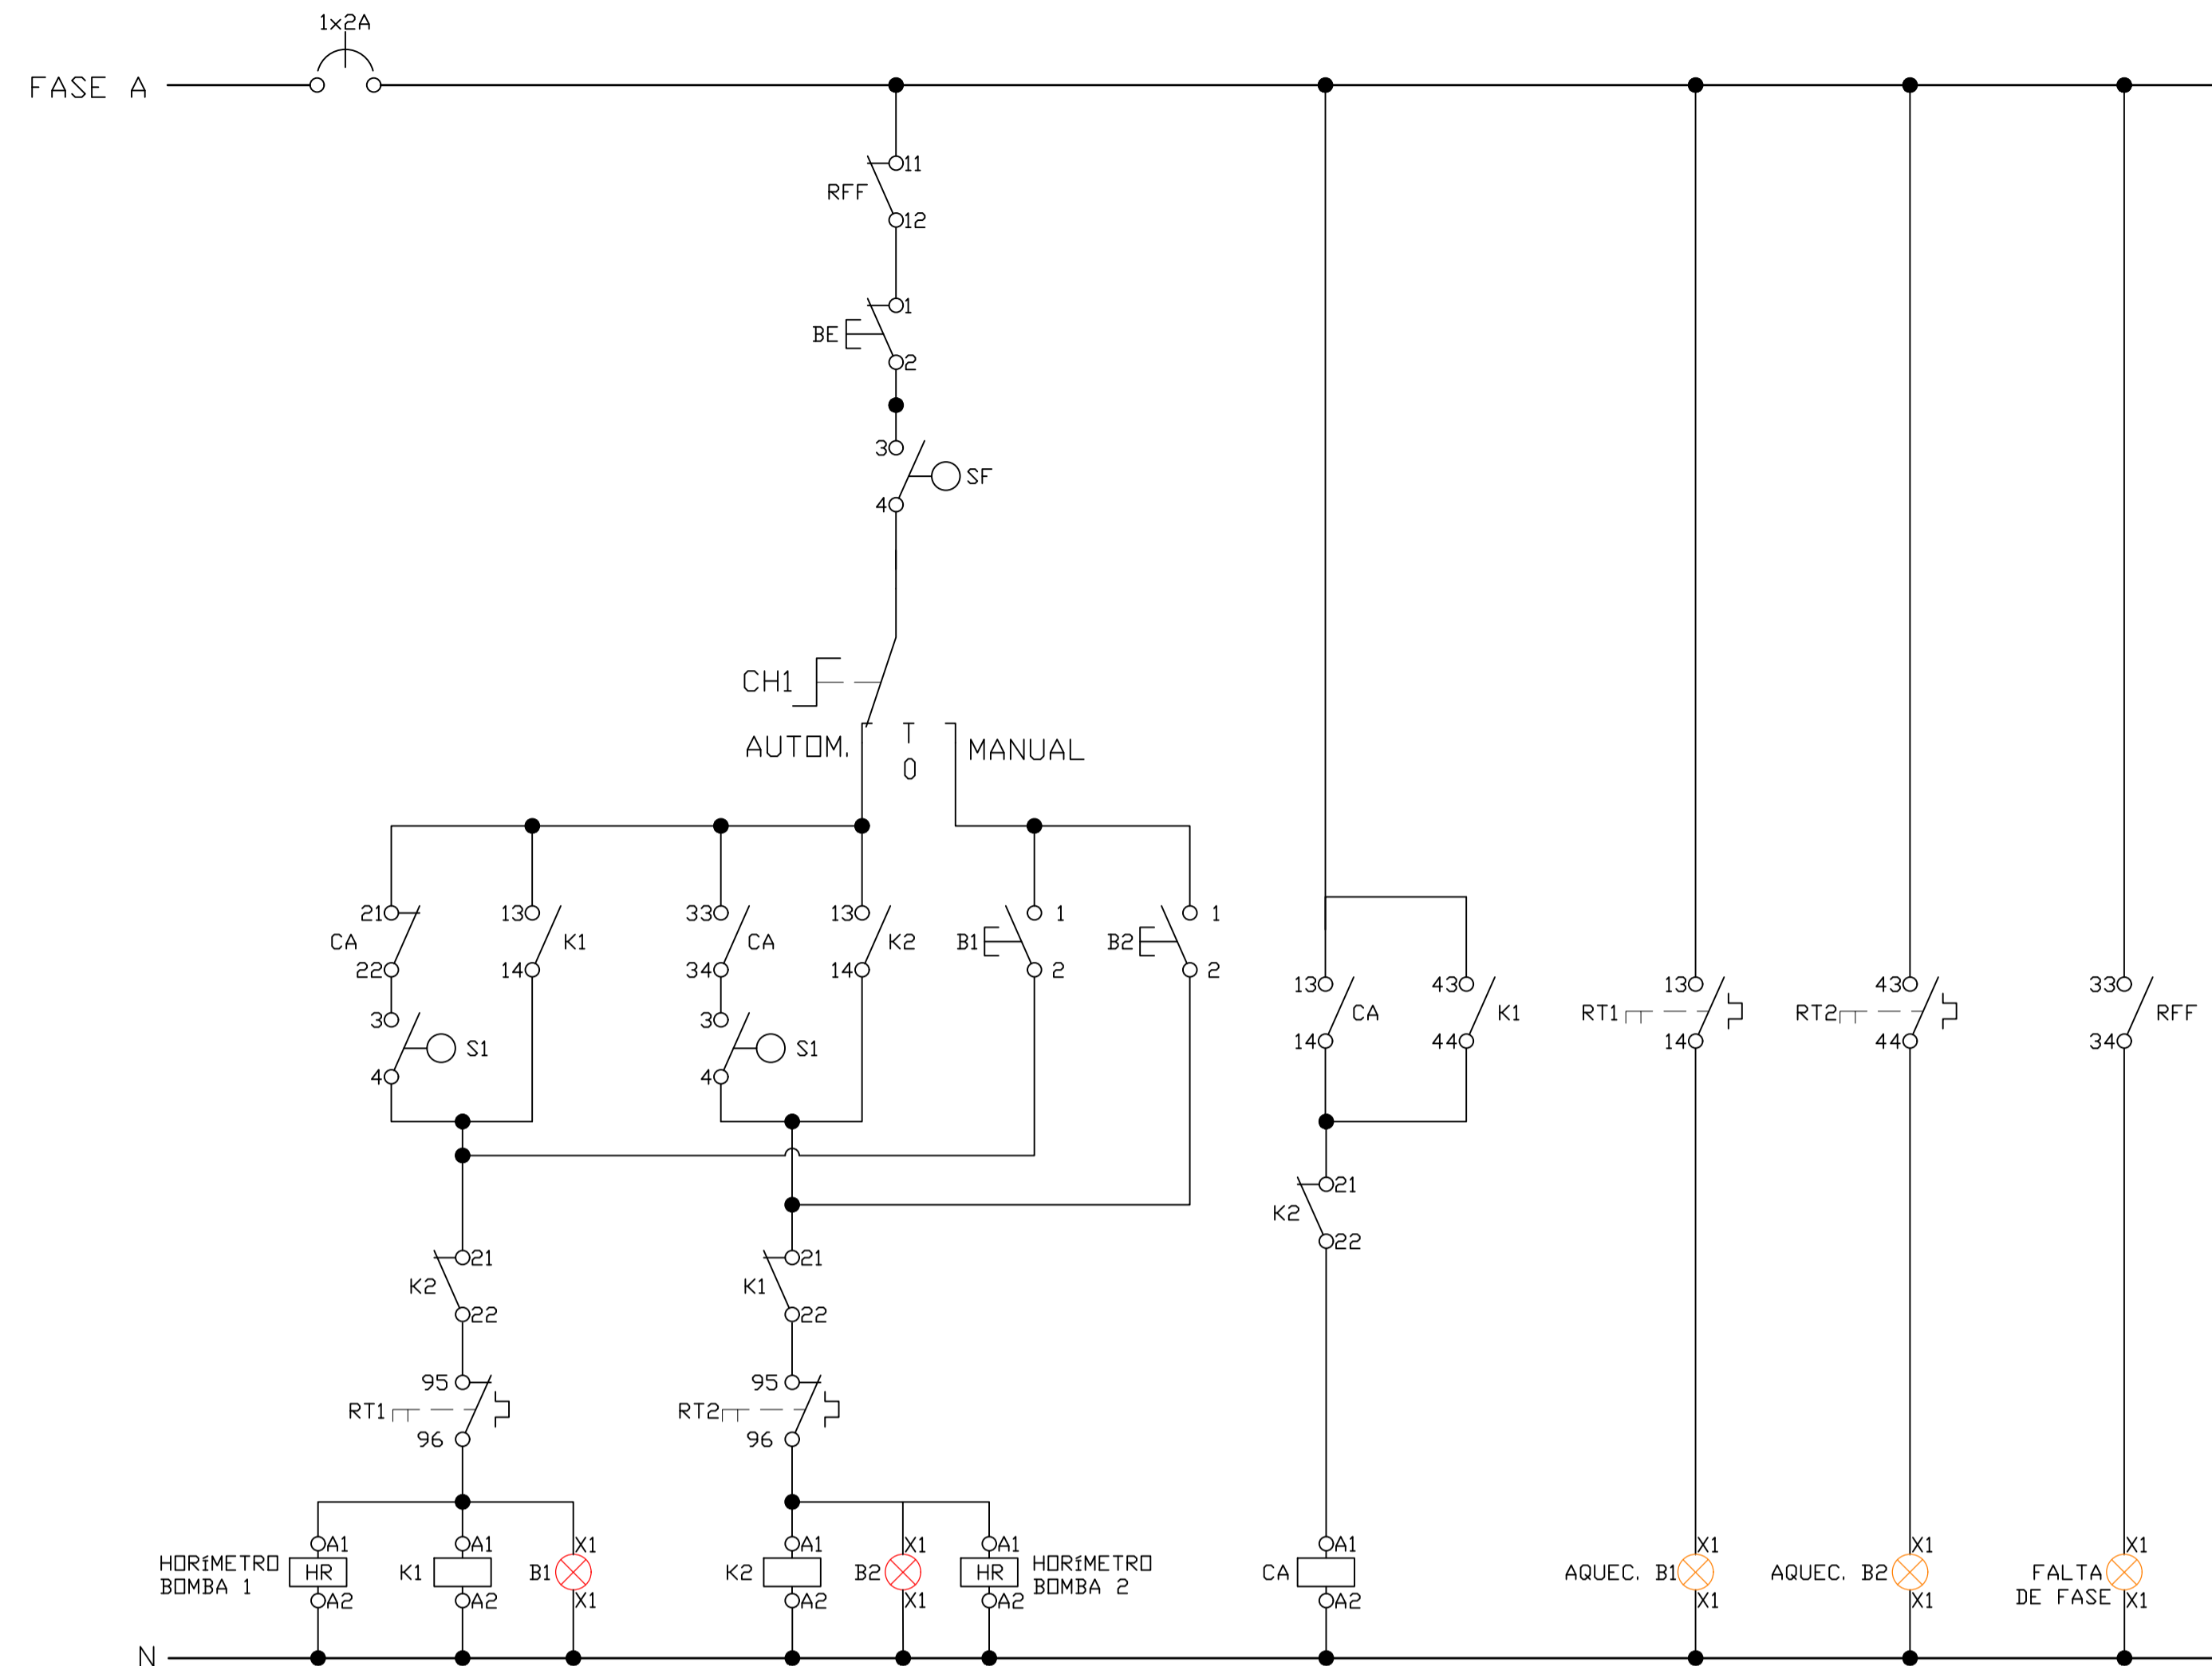 1x2A
FASE A
11
RFF
12
1
BE
2
3
SF
4
CH1
AUTOM.
0
MANUAL
21
CA
22
13
K1
14
33
CA
34
13
K2
14
1
B1
2
1
B2
2
3
S1
4
3
S1
4
13
CA
14
43
K1
44
13
RT1
14
43
RT2
44
33
RFF
34
21
K2
22
21
K2
22
21
K1
22
95
RT1
96
95
RT2
96
HORíMETRO
BOMBA 1
A1
HR
A2
A1
K1
A2
X1
B1
X1
A1
K2
A2
X1
B2
X1
A1
HR
A2
HORíMETRO
BOMBA 2
A1
CA
A2
X1
AQUEC. B1
X1
X1
AQUEC. B2
X1
X1
FALTA
DE FASE
X1
N